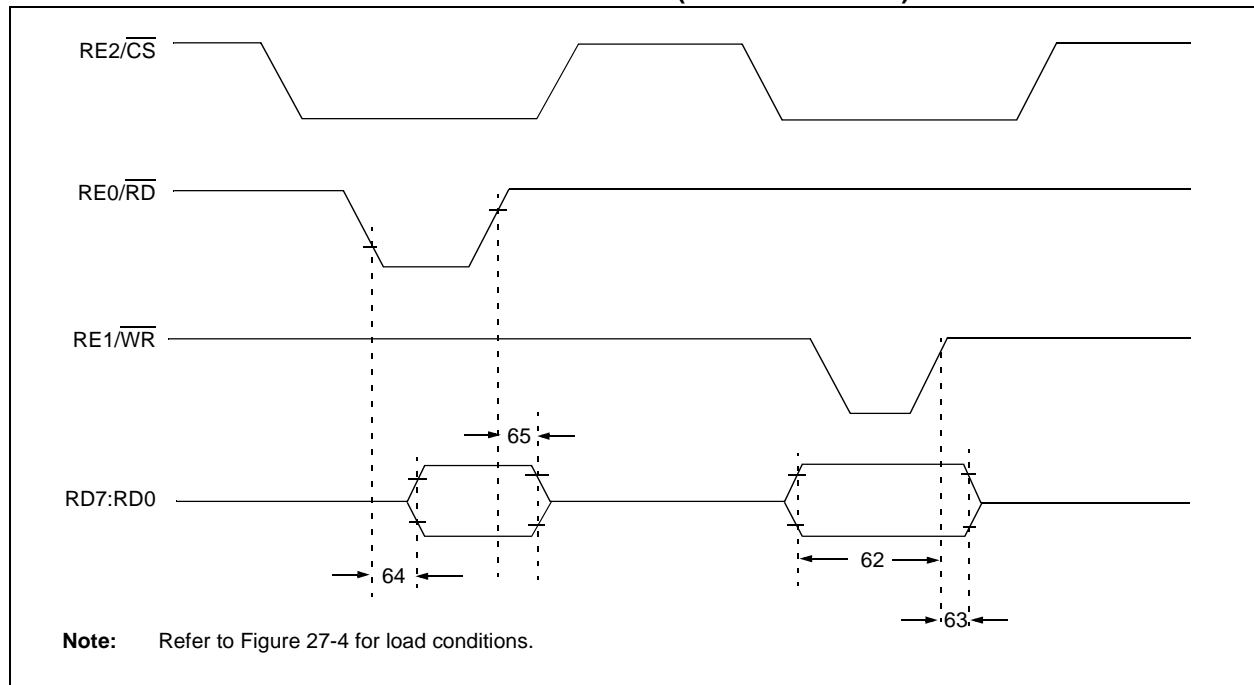 RE2/CS
RE0/RD
RE1/WR
65
RD7:RD0
64
62
63
Note: Refer to Figure 27-4 for load conditions.